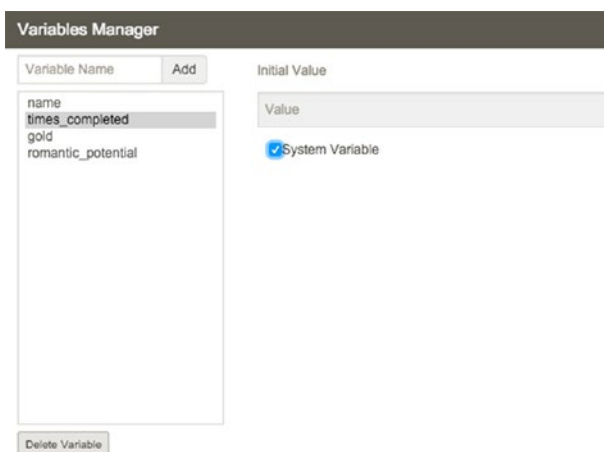 Variables Manager
Variable Name Add
Initial Value
name
times_completed
gold
romantic_potential
Value
System Variable
Delete Variable